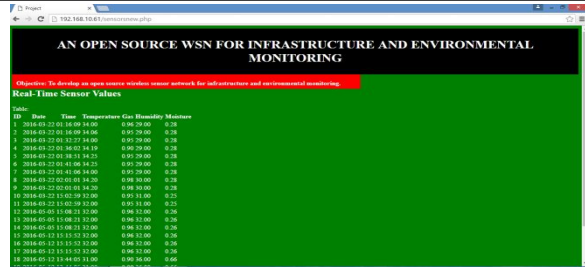 Project
192.168.10.61/sensorsnew.php
AN OPEN SOURCE WSN FOR INFRASTRUCTURE AND ENVIRONMENTAL
MONITORING
Objective: To develop an open source wireless sensor network for infrastructure and environmental monitoring.
Real-Time Sensor Values
Table:
ID Date Time Temperature Gas Humidity Moisture
1 2016-03-22 01:16:09 34.00 0.96 29.00 0.28
2 2016-03-22 01:16:09 34.06 0.95 29.00 0.28
3 2016-03-22 01:32:27 34.00 0.95 29.00 0.28
4 2016-03-22 01:36:02 34.19 0.90 29.00 0.28
5 2016-03-22 01:38:51 34.25 0.95 29.00 0.28
6 2016-03-22 01:41:06 34.25 0.95 29.00 0.28
7 2016-03-22 01:41:06 34.00 0.95 29.00 0.28
8 2016-03-22 02:01:01 34.20 0.98 30.00 0.28
9 2016-03-22 02:01:01 34.20 0.98 30.00 0.28
10 2016-03-22 15:02:59 32.00 0.95 31.00 0.25
11 2016-03-22 15:02:59 32.00 0.95 31.00 0.25
12 2016-05-05 15:08:21 32.00 0.96 32.00 0.26
13 2016-05-05 15:08:21 32.00 0.96 32.00 0.26
14 2016-05-05 15:08:21 32.00 0.96 32.00 0.26
15 2016-05-12 15:15:52 32.00 0.96 32.00 0.26
16 2016-05-12 15:15:52 32.00 0.96 32.00 0.26
17 2016-05-12 15:15:52 32.00 0.96 32.00 0.26
18 2016-05-12 13:44:05 31.00 0.90 36.00 0.66